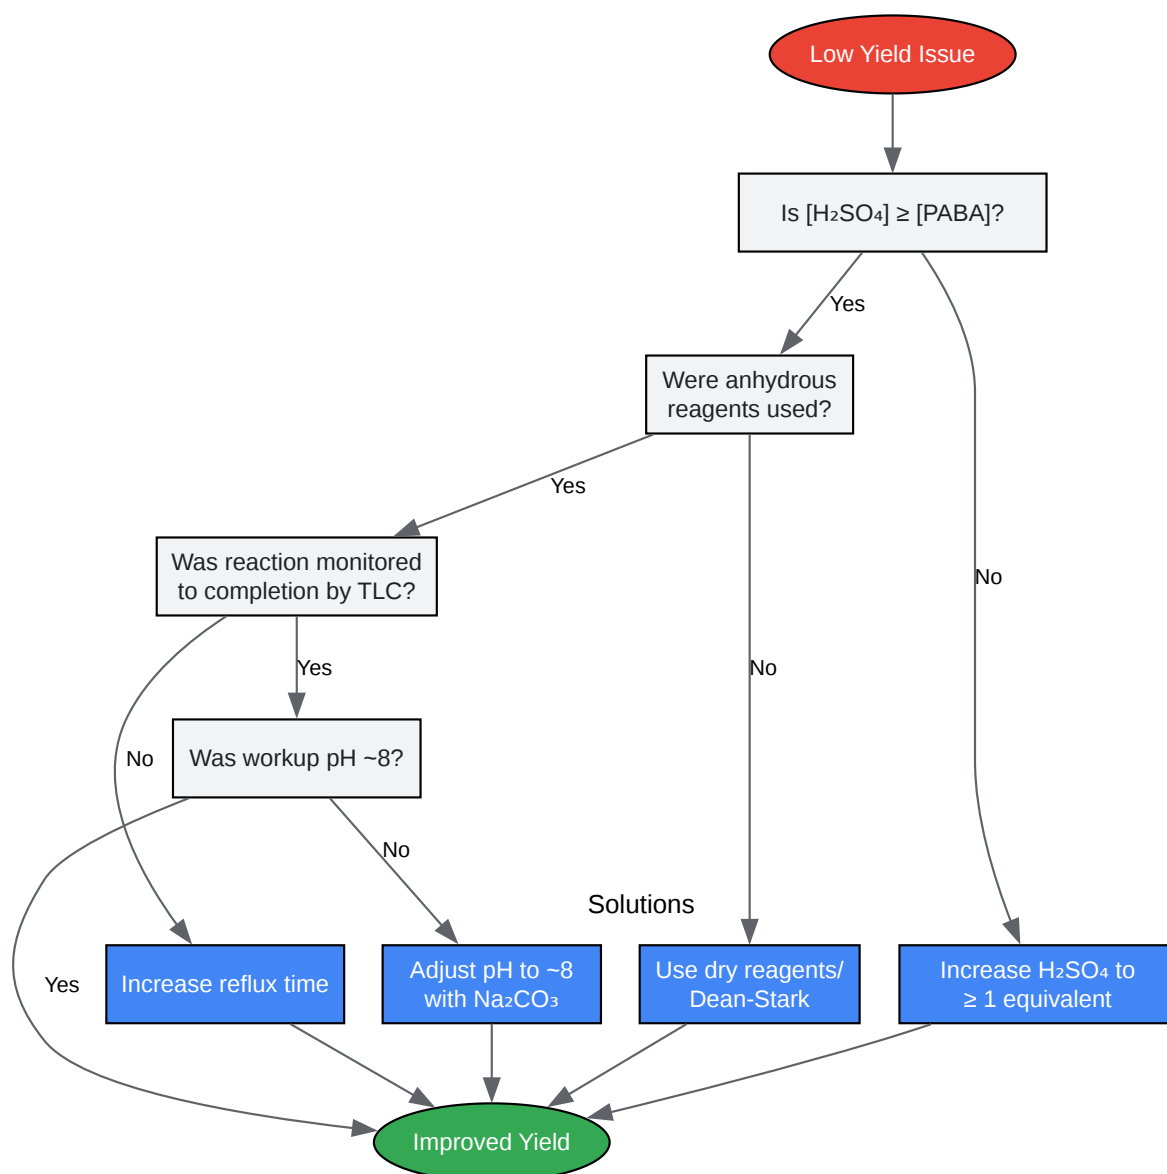 Low Yield Issue
Is [H₂SO₄] ≥ [PABA]?
Yes
Were anhydrous
reagents used?
Yes
Was reaction monitored
to completion by TLC?
No
Yes
No
Was workup pH ~8?
No
No
Solutions
Yes
Increase reflux time
Adjust pH to ~8
with Na₂CO₃
Use dry reagents/
Dean-Stark
Increase H₂SO₄ to
≥ 1 equivalent
Improved Yield